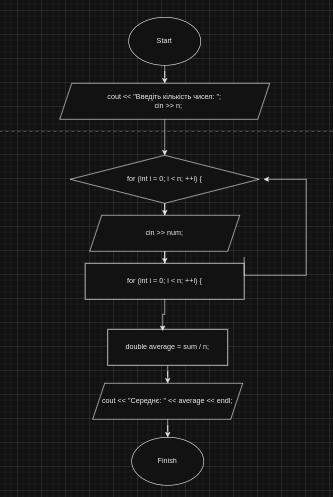 Start
cout << "Введіть кількість чисел: ";
cin >> n;
for (int i = 0; i < n; ++i) {
cin >> num;
for (int i = 0; i < n; ++i) {
double average = sum / n;
cout << "Середнє: " << average << endl;
Finish